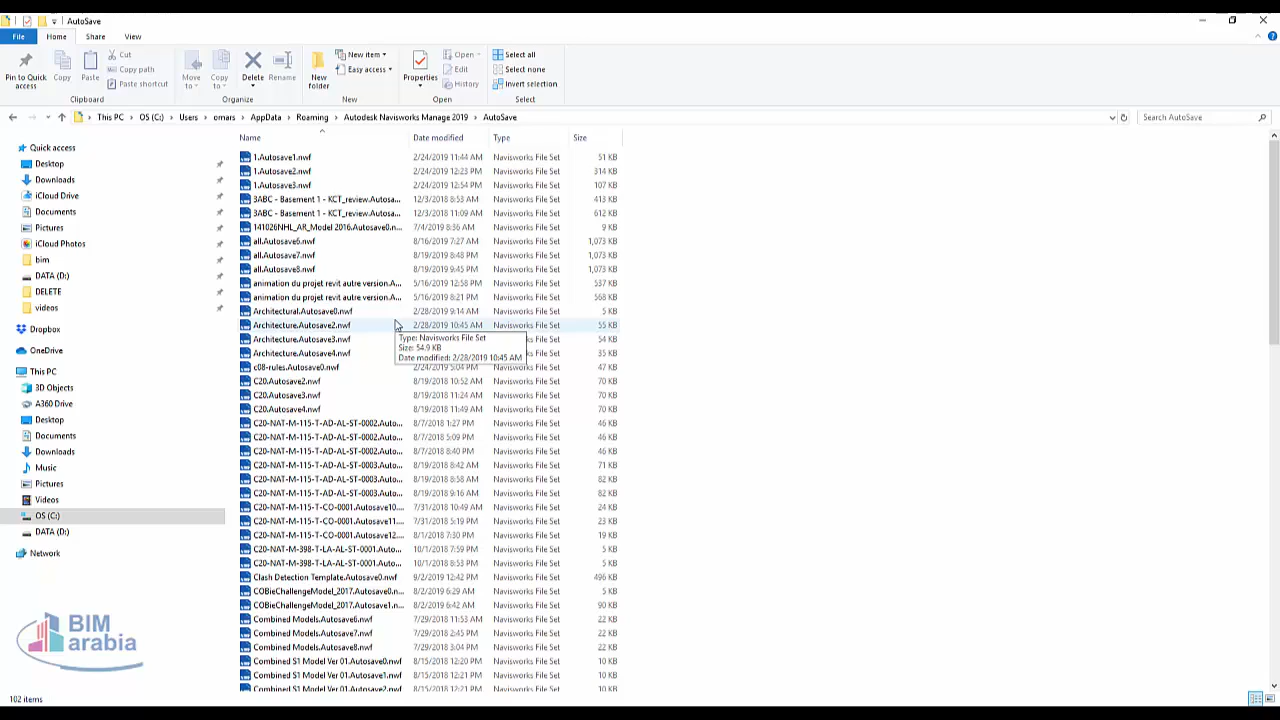 AutoSave
File Home Share View
Pin to Quick access
Copy
Paste
Cut
Copy path
Paste shortcut
Clipboard
Move to
Copy to
Delete
Rename
Organize
New folder
New item
Easy access
New
Properties
Open
Edit
History
Open
Select all
Select none
Invert selection
Select
This PC > OS (C:) > Users > omars > AppData > Roaming > Autodesk Navisworks Manage 2019 > AutoSave
Search AutoSave
Quick access
Desktop
Downloads
iCloud Drive
Documents
Pictures
iCloud Photos
bim
DATA (D:)
DELETE
videos
Dropbox
OneDrive
This PC
3D Objects
A360 Drive
Desktop
Documents
Downloads
Music
Pictures
Videos
OS (C:)
DATA (D:)
Network
BIM
arabia
Name Date modified Type Size
1.Autosave1.nwf 2/24/2019 11:44 AM Navisworks File Set 51 KB
1.Autosave2.nwf 2/24/2019 12:23 PM Navisworks File Set 314 KB
1.Autosave3.nwf 2/24/2019 12:54 PM Navisworks File Set 107 KB
3ABC - Basement 1 - KCT_review.Autosa... 12/3/2018 8:53 AM Navisworks File Set 413 KB
3ABC - Basement 1 - KCT_review.Autosa... 12/3/2018 11:09 AM Navisworks File Set 612 KB
141026NHL_AR_Model 2016.Autosave0.n... 7/4/2019 8:36 AM Navisworks File Set 9 KB
all.Autosave6.nwf 8/16/2019 7:27 AM Navisworks File Set 1,073 KB
all.Autosave7.nwf 8/19/2019 8:48 PM Navisworks File Set 1,073 KB
all.Autosave8.nwf 8/19/2019 9:45 PM Navisworks File Set 1,073 KB
animation du projet revit autre version.A... 5/16/2019 12:58 PM Navisworks File Set 537 KB
animation du projet revit autre version.A... 5/16/2019 8:21 PM Navisworks File Set 568 KB
Architectural.Autosave0.nwf 2/28/2019 9:14 AM Navisworks File Set 5 KB
Architecture.Autosave2.nwf 2/28/2019 10:45 AM Navisworks File Set 55 KB
Architecture.Autosave3.nwf KB
Architecture.Autosave4.nwf 35 KB
Type: Navisworks File Set
Size: 54.9 KB
Date modified: 2/28/2019 10:45 AM
c08-rules.Autosave0.nwf 2/24/2019 5:04 PM Navisworks File Set 47 KB
C20.Autosave2.nwf 8/19/2018 10:52 AM Navisworks File Set 70 KB
C20.Autosave3.nwf 8/19/2018 11:24 AM Navisworks File Set 70 KB
C20.Autosave4.nwf 8/19/2018 11:49 AM Navisworks File Set 70 KB
C20-NAT-M-115-T-AD-AL-ST-0002.Auto... 8/7/2018 1:27 PM Navisworks File Set 46 KB
C20-NAT-M-115-T-AD-AL-ST-0002.Auto... 8/7/2018 5:09 PM Navisworks File Set 46 KB
C20-NAT-M-115-T-AD-AL-ST-0002.Auto... 8/7/2018 8:40 PM Navisworks File Set 46 KB
C20-NAT-M-115-T-AD-AL-ST-0003.Auto... 8/19/2018 8:42 AM Navisworks File Set 71 KB
C20-NAT-M-115-T-AD-AL-ST-0003.Auto... 8/19/2018 8:58 AM Navisworks File Set 82 KB
C20-NAT-M-115-T-AD-AL-ST-0003.Auto... 8/19/2018 9:16 AM Navisworks File Set 82 KB
C20-NAT-M-115-T-CO-0001.Autosave10.... 7/31/2018 10:49 AM Navisworks File Set 24 KB
C20-NAT-M-115-T-CO-0001.Autosave11.... 7/31/2018 5:19 PM Navisworks File Set 23 KB
C20-NAT-M-115-T-CO-0001.Autosave12.... 8/1/2018 7:30 PM Navisworks File Set 19 KB
C20-NAT-M-398-T-LA-AL-ST-0001.Auto... 10/1/2018 7:59 PM Navisworks File Set 5 KB
C20-NAT-M-398-T-LA-AL-ST-0001.Auto... 10/1/2018 8:53 PM Navisworks File Set 5 KB
Clash Detection Template.Autosave0.nwf 9/2/2019 12:42 PM Navisworks File Set 496 KB
COBieChallengeModel_2017.Autosave0.n... 8/2/2019 6:29 AM Navisworks File Set 5 KB
COBieChallengeModel_2017.Autosave1.n... 8/2/2019 6:42 AM Navisworks File Set 90 KB
Combined Models.Autosave6.nwf 7/29/2018 11:53 AM Navisworks File Set 22 KB
Combined Models.Autosave7.nwf 7/29/2018 2:45 PM Navisworks File Set 22 KB
Combined Models.Autosave8.nwf 7/29/2018 3:04 PM Navisworks File Set 22 KB
Combined S1 Model Ver 01.Autosave0.nwf 8/15/2018 12:20 PM Navisworks File Set 10 KB
Combined S1 Model Ver 01.Autosave1.nwf 8/15/2018 12:21 PM Navisworks File Set 10 KB
Combined S1 Model Ver 01.Autosave2.nwf 8/15/2018 12:21 PM Navisworks File Set 10 KB
102 items